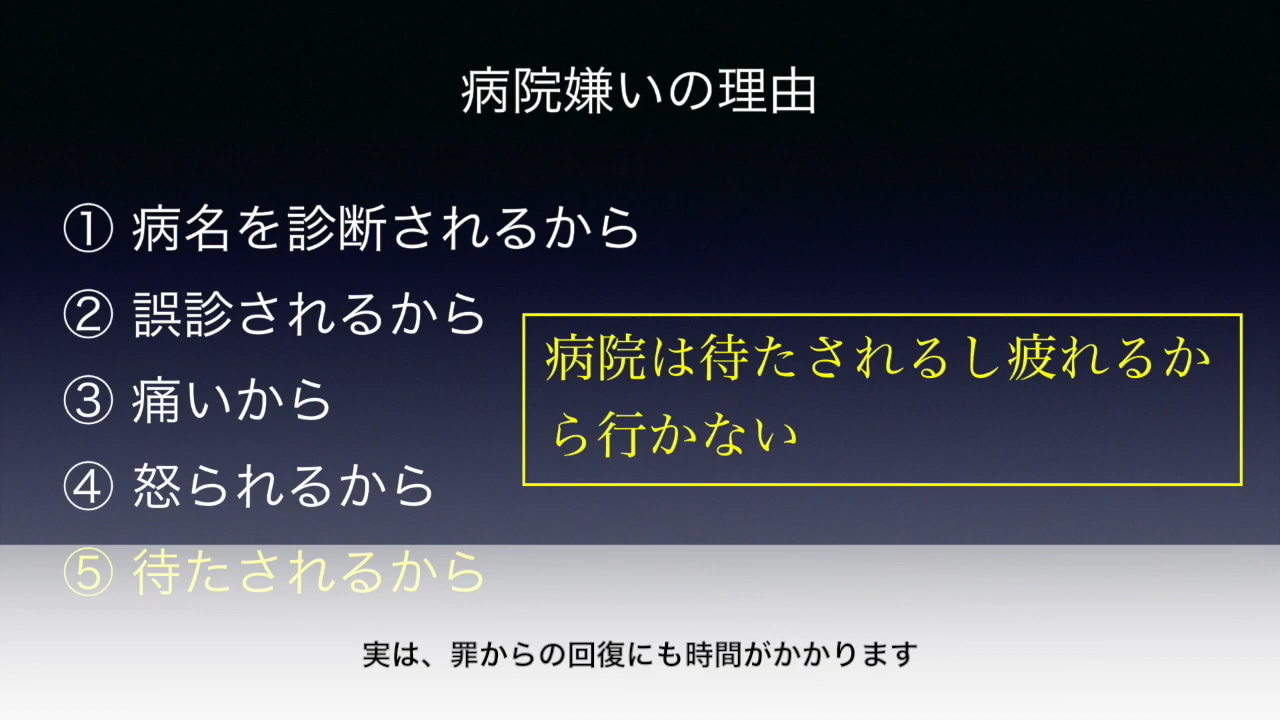 病院嫌いの理由
① 病名を診断されるから
② 誤診されるから
③ 痛いから
④ 怒られるから
⑤ 待たされるから
病院は待たされるし疲れるか
ら行かない
実は、罪からの回復にも時間がかかります